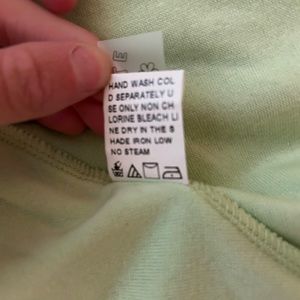 HAND WASH COL
D SEPARATELY U
SE ONLY NON CH
LORINE BLEACH LI
NE DRY IN THE S
HADE IRON LOW
NO STEAM